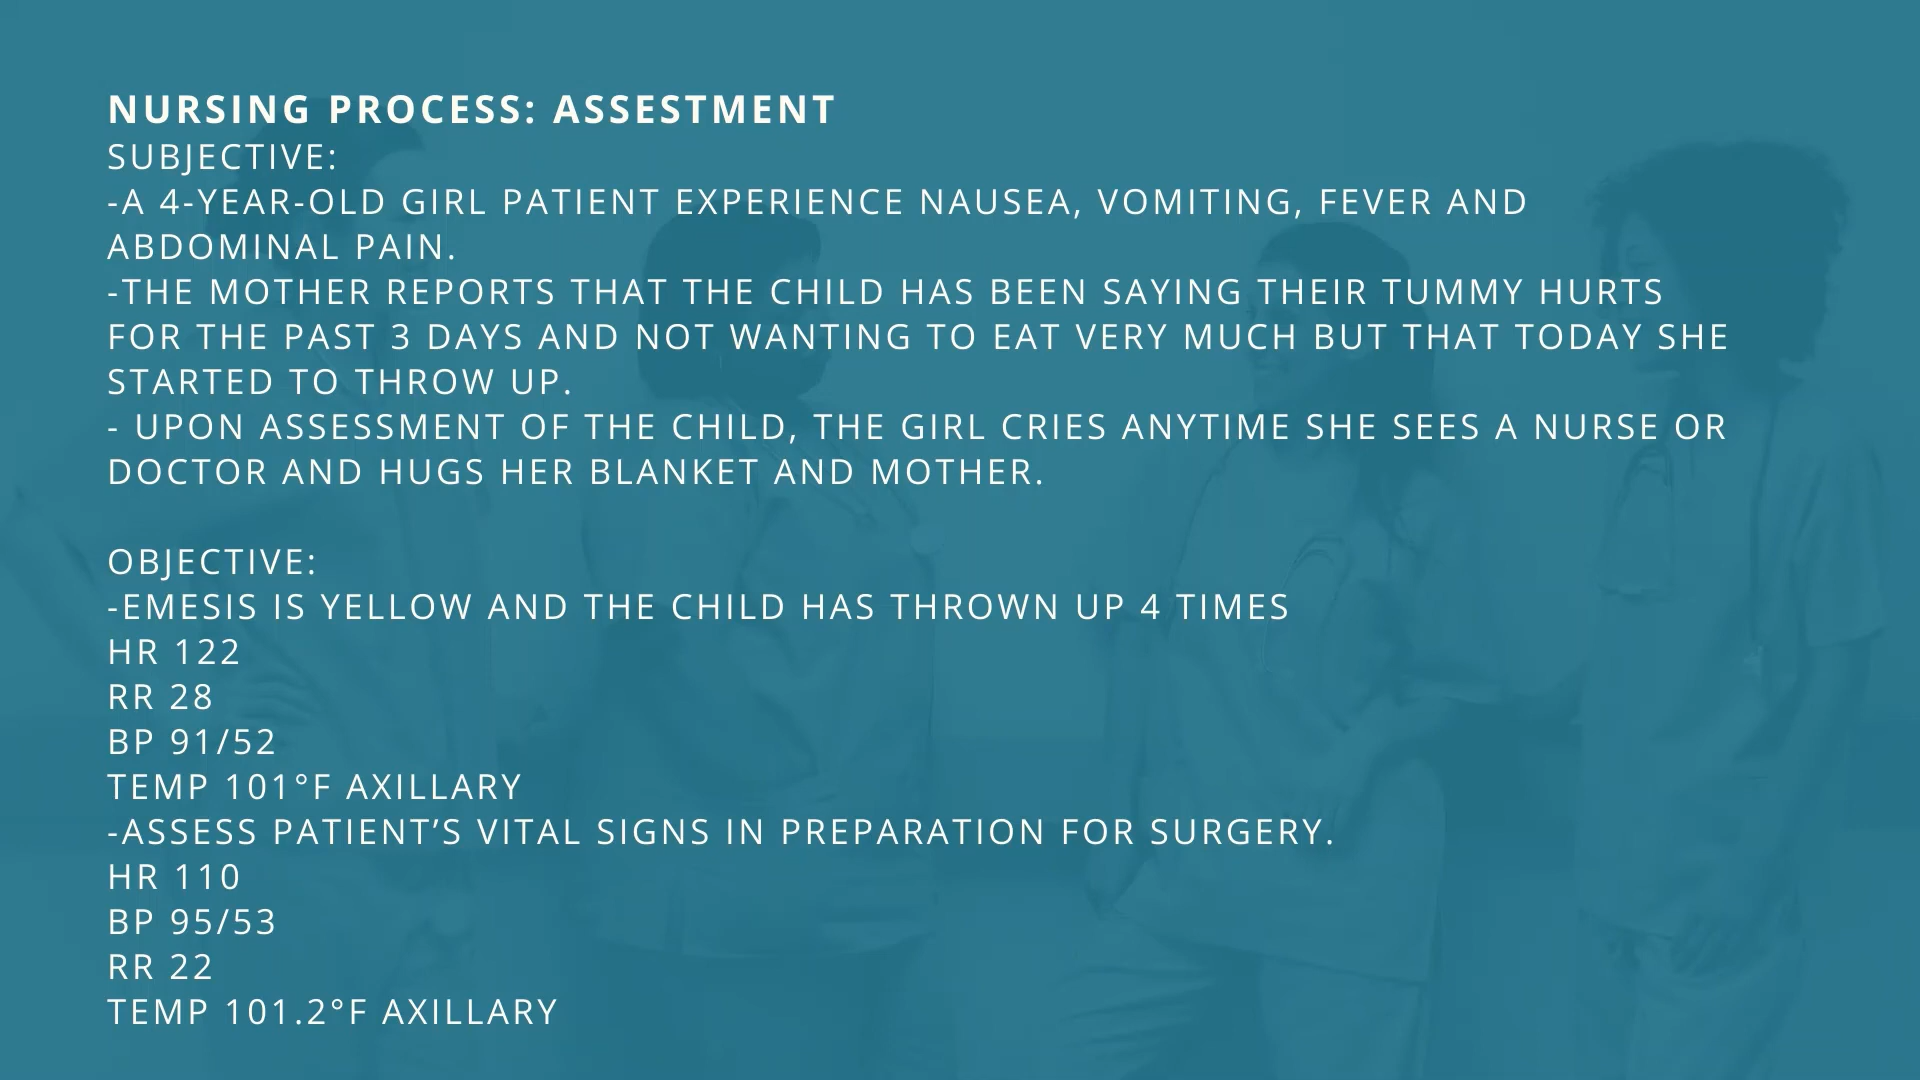 NURSING PROCESS: ASSESTMENT
SUBJECTIVE:
-A 4-YEAR-OLD GIRL PATIENT EXPERIENCE NAUSEA, VOMITING, FEVER AND
ABDOMINAL PAIN.
-THE MOTHER REPORTS THAT THE CHILD HAS BEEN SAYING THEIR TUMMY HURTS
FOR THE PAST 3 DAYS AND NOT WANTING TO EAT VERY MUCH BUT THAT TODAY SHE
STARTED TO THROW UP.
- UPON ASSESSMENT OF THE CHILD, THE GIRL CRIES ANYTIME SHE SEES A NURSE OR
DOCTOR AND HUGS HER BLANKET AND MOTHER.
OBJECTIVE:
-EMESIS IS YELLOW AND THE CHILD HAS THROWN UP 4 TIMES
HR 122
RR 28
BP 91/52
TEMP 101°F AXILLARY
-ASSESS PATIENT’S VITAL SIGNS IN PREPARATION FOR SURGERY.
HR 110
BP 95/53
RR 22
TEMP 101.2°F AXILLARY